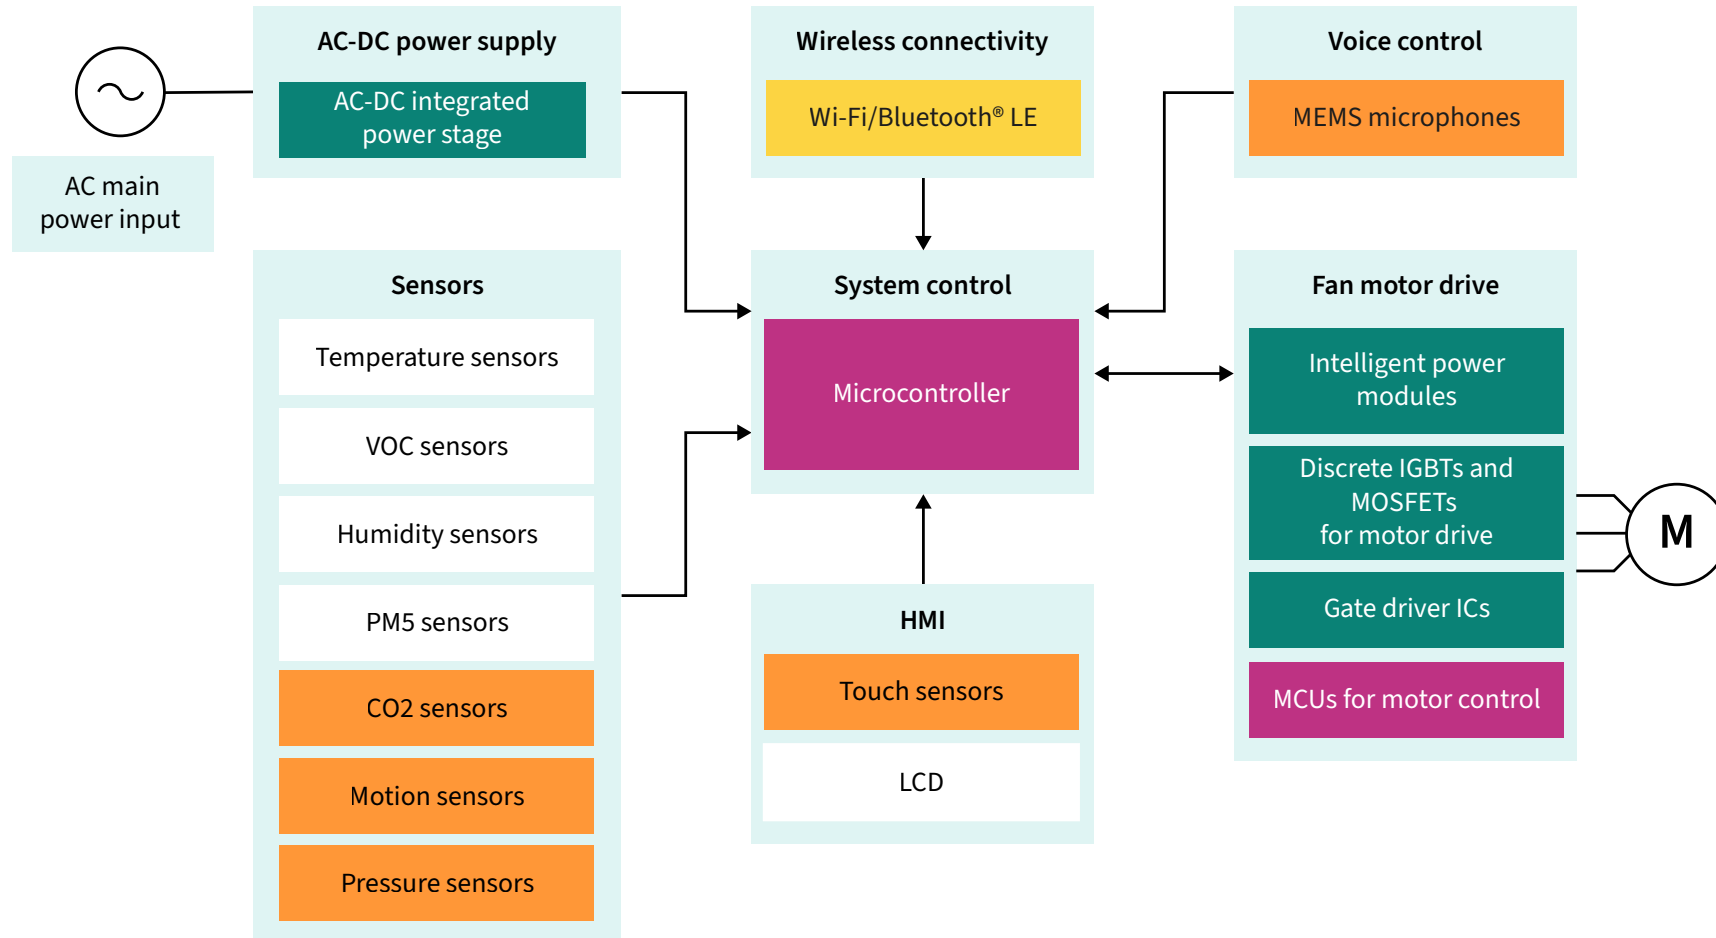 AC-DC power supply
AC-DC integrated
power stage
AC main
power input
Wireless connectivity
Wi-Fi/Bluetooth® LE
Voice control
MEMS microphones
Sensors
Temperature sensors
VOC sensors
Humidity sensors
PM5 sensors
CO2 sensors
Motion sensors
Pressure sensors
System control
Microcontroller
HMI
Touch sensors
LCD
Fan motor drive
Intelligent power
modules
Discrete IGBTs and
MOSFETs
for motor drive
Gate driver ICs
MCUs for motor control
M